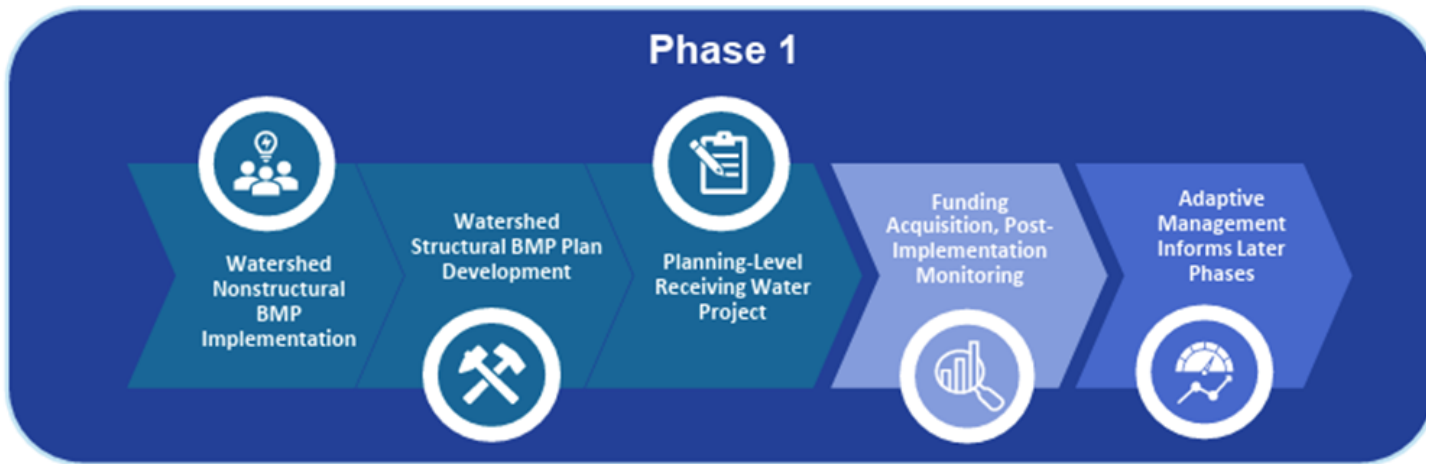 Phase 1
Watershed
Nonstructural
BMP
Implementation
Watershed
Structural BMP Plan
Development
Planning-Level
Receiving Water
Project
Funding
Acquisition, Post-
Implementation
Monitoring
Adaptive
Management
Informs Later
Phases